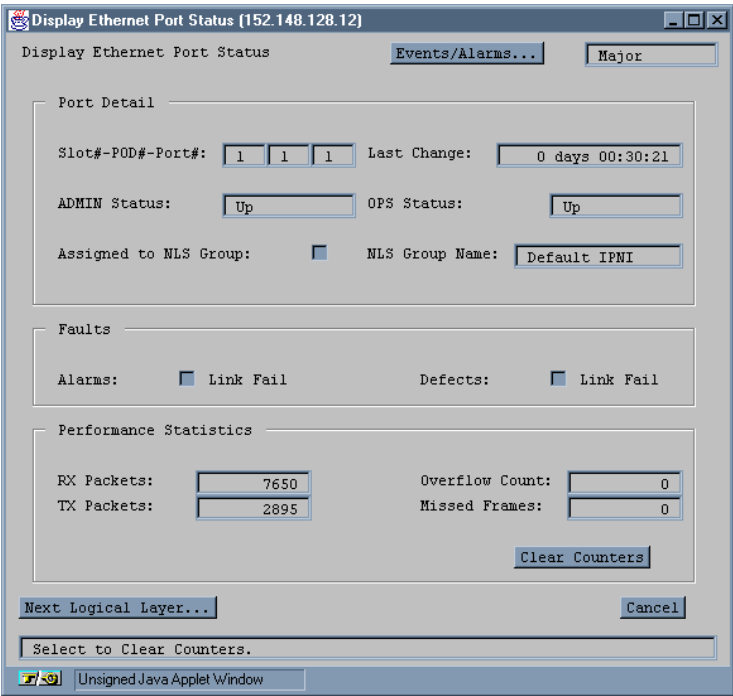 Display Ethernet Port Status (152.148.128.12)
Display Ethernet Port Status Events/Alarms... Major
Port Detail
Slot#-POD#-Port#: 1 1 1 Last Change: 0 days 00:30:21
ADMIN Status: Up OPS Status: Up
Assigned to NLS Group: NLS Group Name: Default IPNI
Faults
Alarms: Link Fail Defects: Link Fail
Performance Statistics
RX Packets: 7650 Overflow Count: 0
TX Packets: 2895 Missed Frames: 0
Clear Counters
Next Logical Layer... Cancel
Select to Clear Counters.
Unsigned Java Applet Window